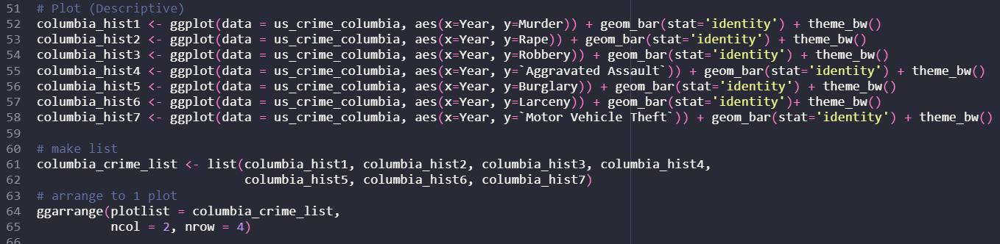 51 # Plot (Descriptive)
52 columbia_hist1 <- ggplot(data = us_crime_columbia, aes(x=Year, y=Murder)) + geom_bar(stat='identity') + theme_bw()
53 columbia_hist2 <- ggplot(data = us_crime_columbia, aes(x=Year, y=Rape)) + geom_bar(stat='identity') + theme_bw()
54 columbia_hist3 <- ggplot(data = us_crime_columbia, aes(x=Year, y=Robbery)) + geom_bar(stat='identity') + theme_bw()
55 columbia_hist4 <- ggplot(data = us_crime_columbia, aes(x=Year, y=`Aggravated Assault`)) + geom_bar(stat='identity') + theme_bw()
56 columbia_hist5 <- ggplot(data = us_crime_columbia, aes(x=Year, y=Burglary)) + geom_bar(stat='identity') + theme_bw()
57 columbia_hist6 <- ggplot(data = us_crime_columbia, aes(x=Year, y=Larceny)) + geom_bar(stat='identity')+ theme_bw()
58 columbia_hist7 <- ggplot(data = us_crime_columbia, aes(x=Year, y=`Motor Vehicle Theft`)) + geom_bar(stat='identity') + theme_bw()
59
60 # make list
61 columbia_crime_list <- list(columbia_hist1, columbia_hist2, columbia_hist3, columbia_hist4,
62                             columbia_hist5, columbia_hist6, columbia_hist7)
63 # arrange to 1 plot
64 ggarrange(plotlist = columbia_crime_list,
65           ncol = 2, nrow = 4)
66